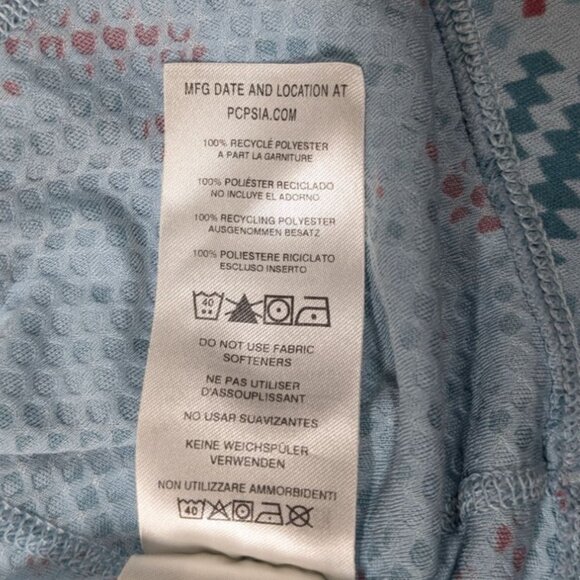 MFG DATE AND LOCATION AT
PCPSIA.COM
100% RECYCLÉ POLYESTER
A PART LA GARNITURE
100% POLIÉSTER RECICLADO
NO INCLUYE EL ADORNO
100% RECYCLING POLYESTER
AUSGENOMMEN BESATZ
100% POLIESTERE RICICLATO
ESCLUSO INSERTO
40
DO NOT USE FABRIC
SOFTENERS
NE PAS UTILISER
D'ASSOUPLISSANT
NO USAR SUAVIZANTES
KEINE WEICHSPÜLER
VERWENDEN
NON UTILIZZARE AMMORBIDENTI
40